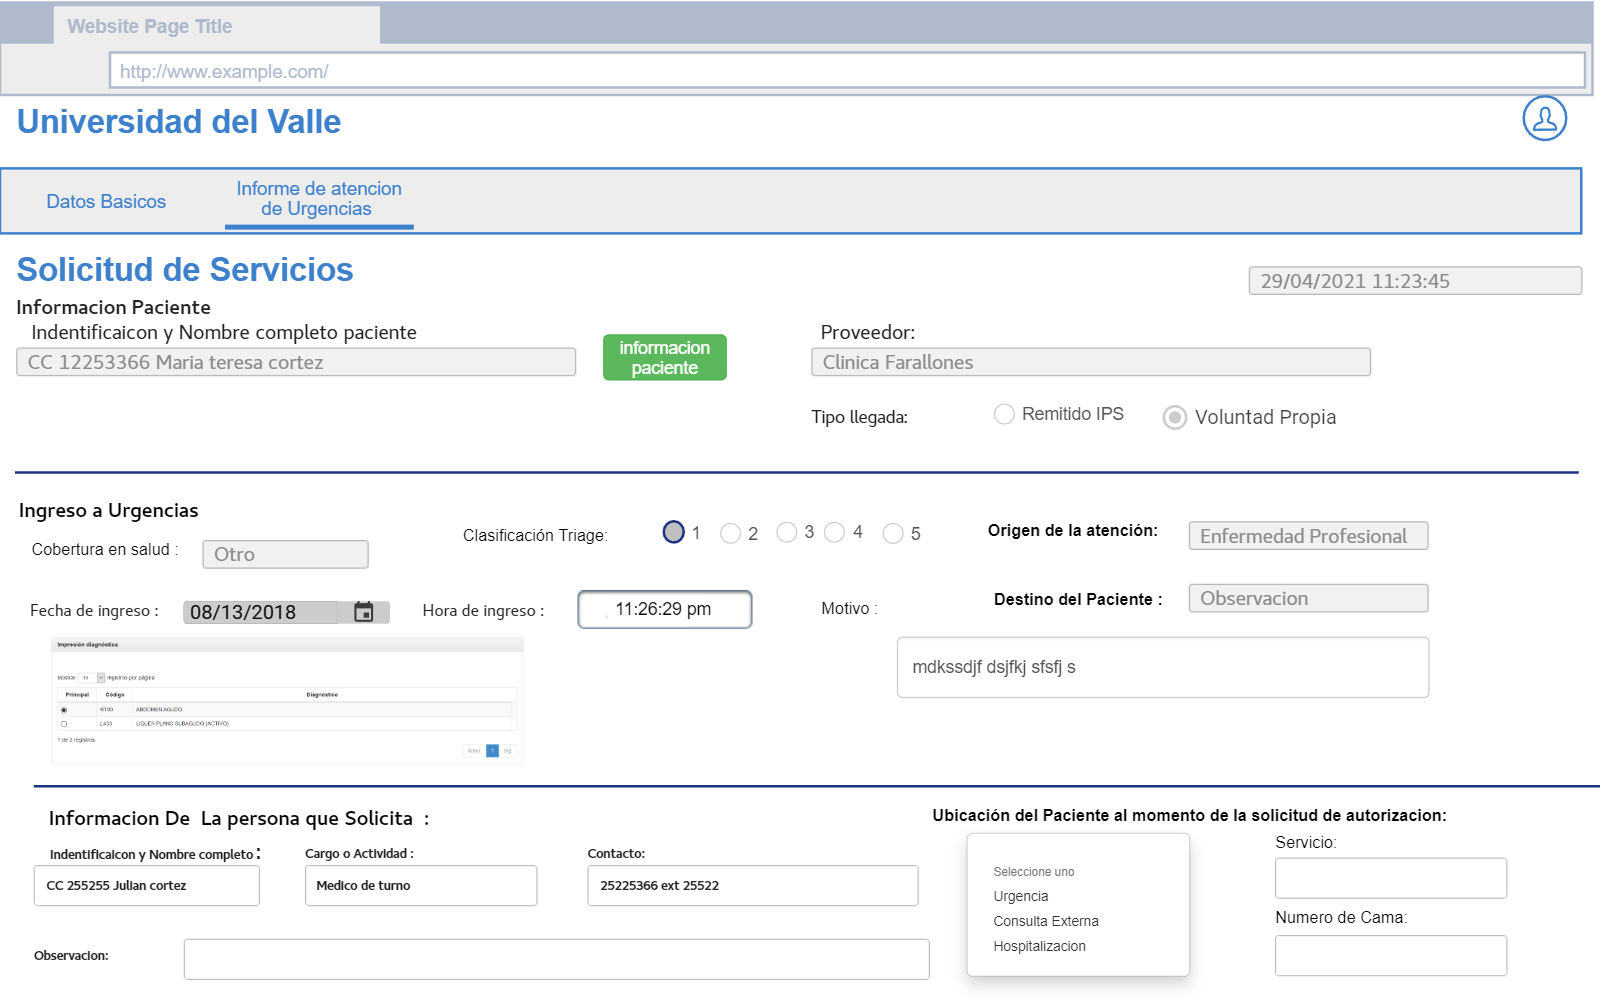 Website Page Title
http://www.example.com/
Universidad del Valle
Datos Basicos
Informe de atencion
de Urgencias
Solicitud de Servicios
29/04/2021 11:23:45
Informacion Paciente
Indentificaicon y Nombre completo paciente
CC 12253366 Maria teresa cortez
informacion
paciente
Proveedor:
Clinica Farallones
Tipo llegada:
Remitido IPS
Voluntad Propia
Ingreso a Urgencias
Cobertura en salud :
Otro
Clasificación Triage:
1
2
3
4
5
Origen de la atención:
Enfermedad Profesional
Fecha de ingreso :
08/13/2018
Hora de ingreso :
11:26:29 pm
Motivo :
Destino del Paciente :
Observacion
mdkssdjf dsjfkj sfsfj s
Impresión diagnóstica
Mostrar 10 registros por página
Principal Código Diagnóstico
R100 ABDOMEN AGUDO
L433 LIQUEN PLANO SUBAGUDO (ACTIVO)
1 de 2 registros
Anter. 1 Sig.
Informacion De La persona que Solicita :
Indentificaicon y Nombre completo :
CC 255255 Julian cortez
Cargo o Actividad :
Medico de turno
Contacto:
25225366 ext 25522
Observacion:
Ubicación del Paciente al momento de la solicitud de autorizacion:
Seleccione uno
Urgencia
Consulta Externa
Hospitalizacion
Servicio:
Numero de Cama: